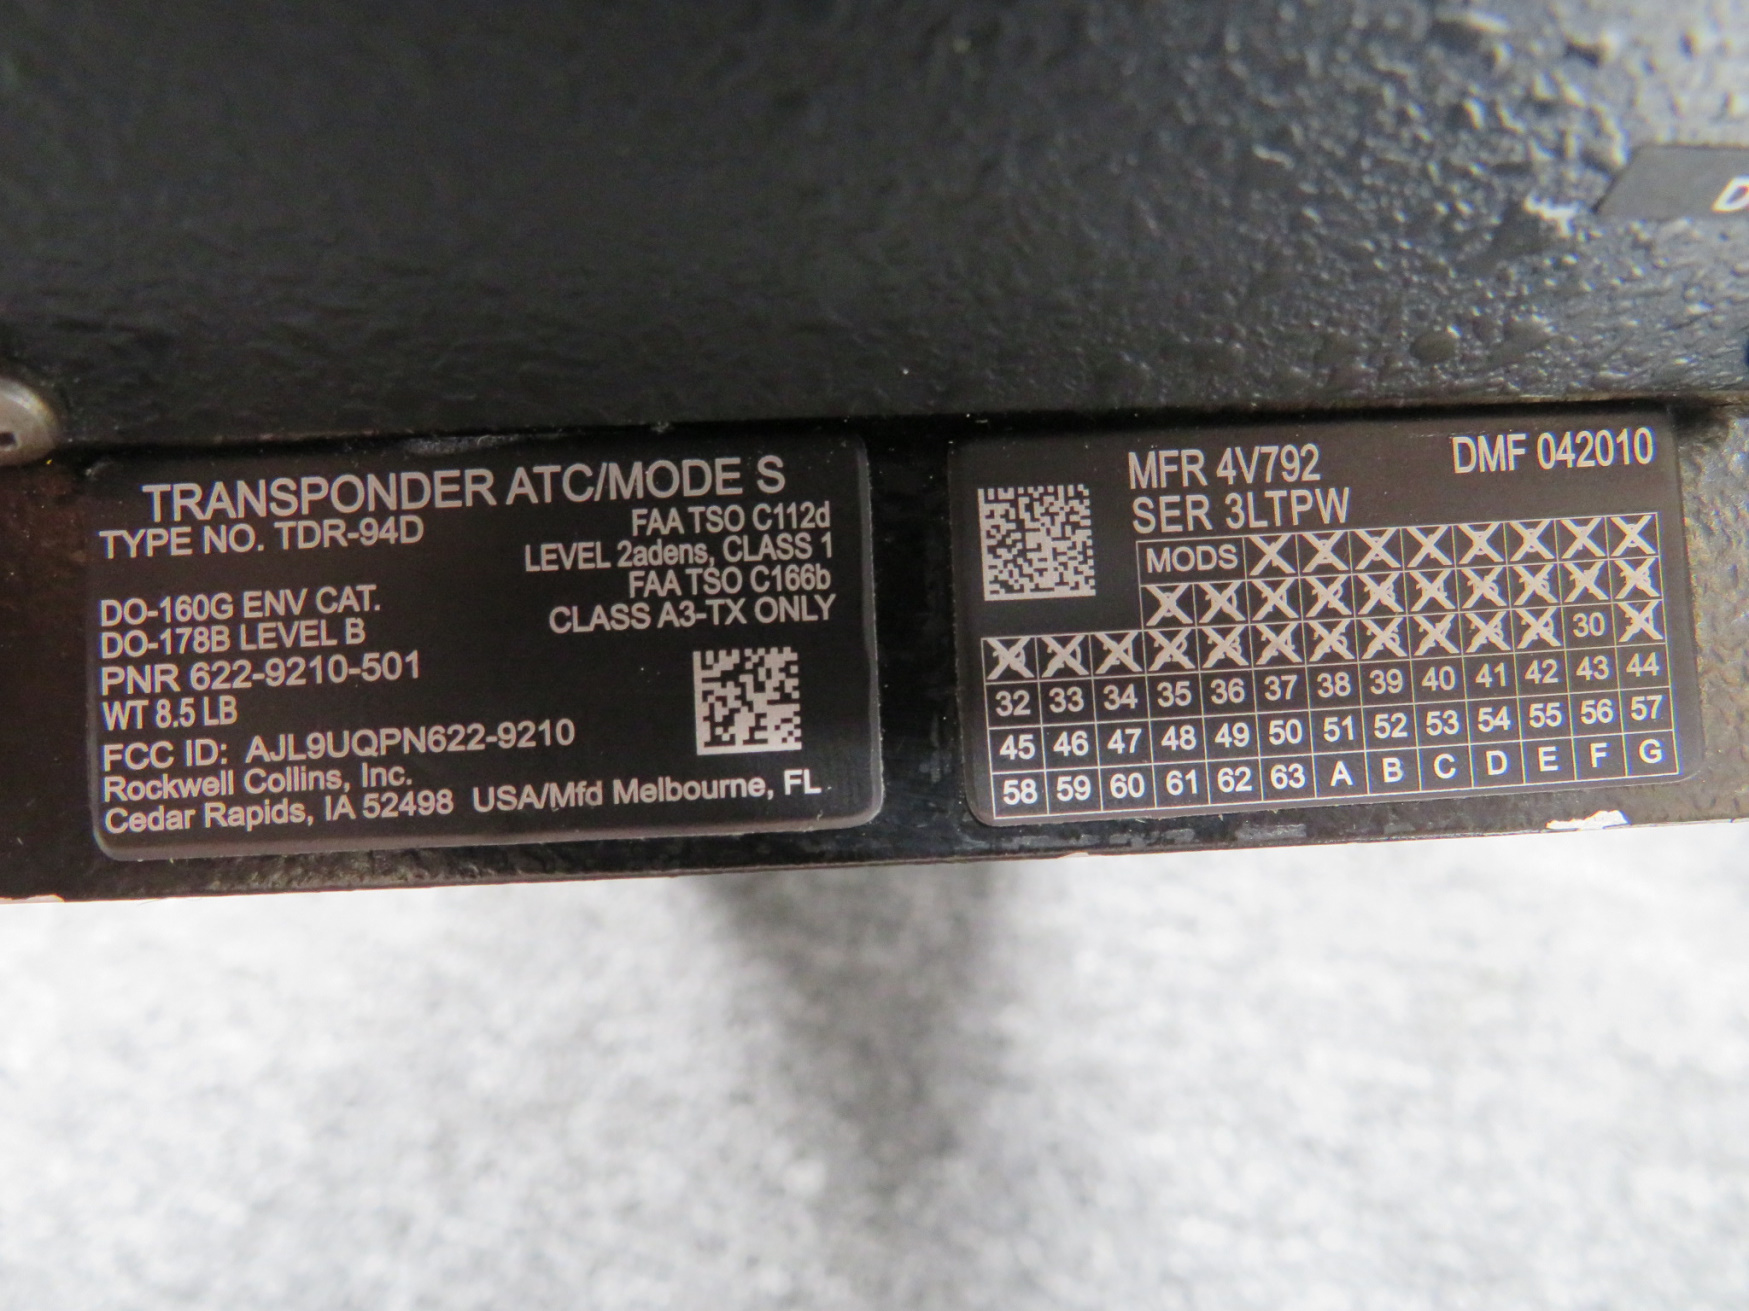 TRANSPONDER ATC/MODE S
TYPE NO. TDR-94D
FAA TSO C112d
LEVEL 2adens, CLASS 1
FAA TSO C166b
CLASS A3-TX ONLY
DO-160G ENV CAT.
DO-178B LEVEL B
PNR 622-9210-501
WT 8.5 LB
FCC ID: AJL9UQPN622-9210
Rockwell Collins, Inc.
Cedar Rapids, IA 52498 USA/Mfd Melbourne, FL
MFR 4V792 DMF 042010
SER 3LTPW
MODS
30
32 33 34 35 36 37 38 39 40 41 42 43 44
45 46 47 48 49 50 51 52 53 54 55 56 57
58 59 60 61 62 63 A B C D E F G